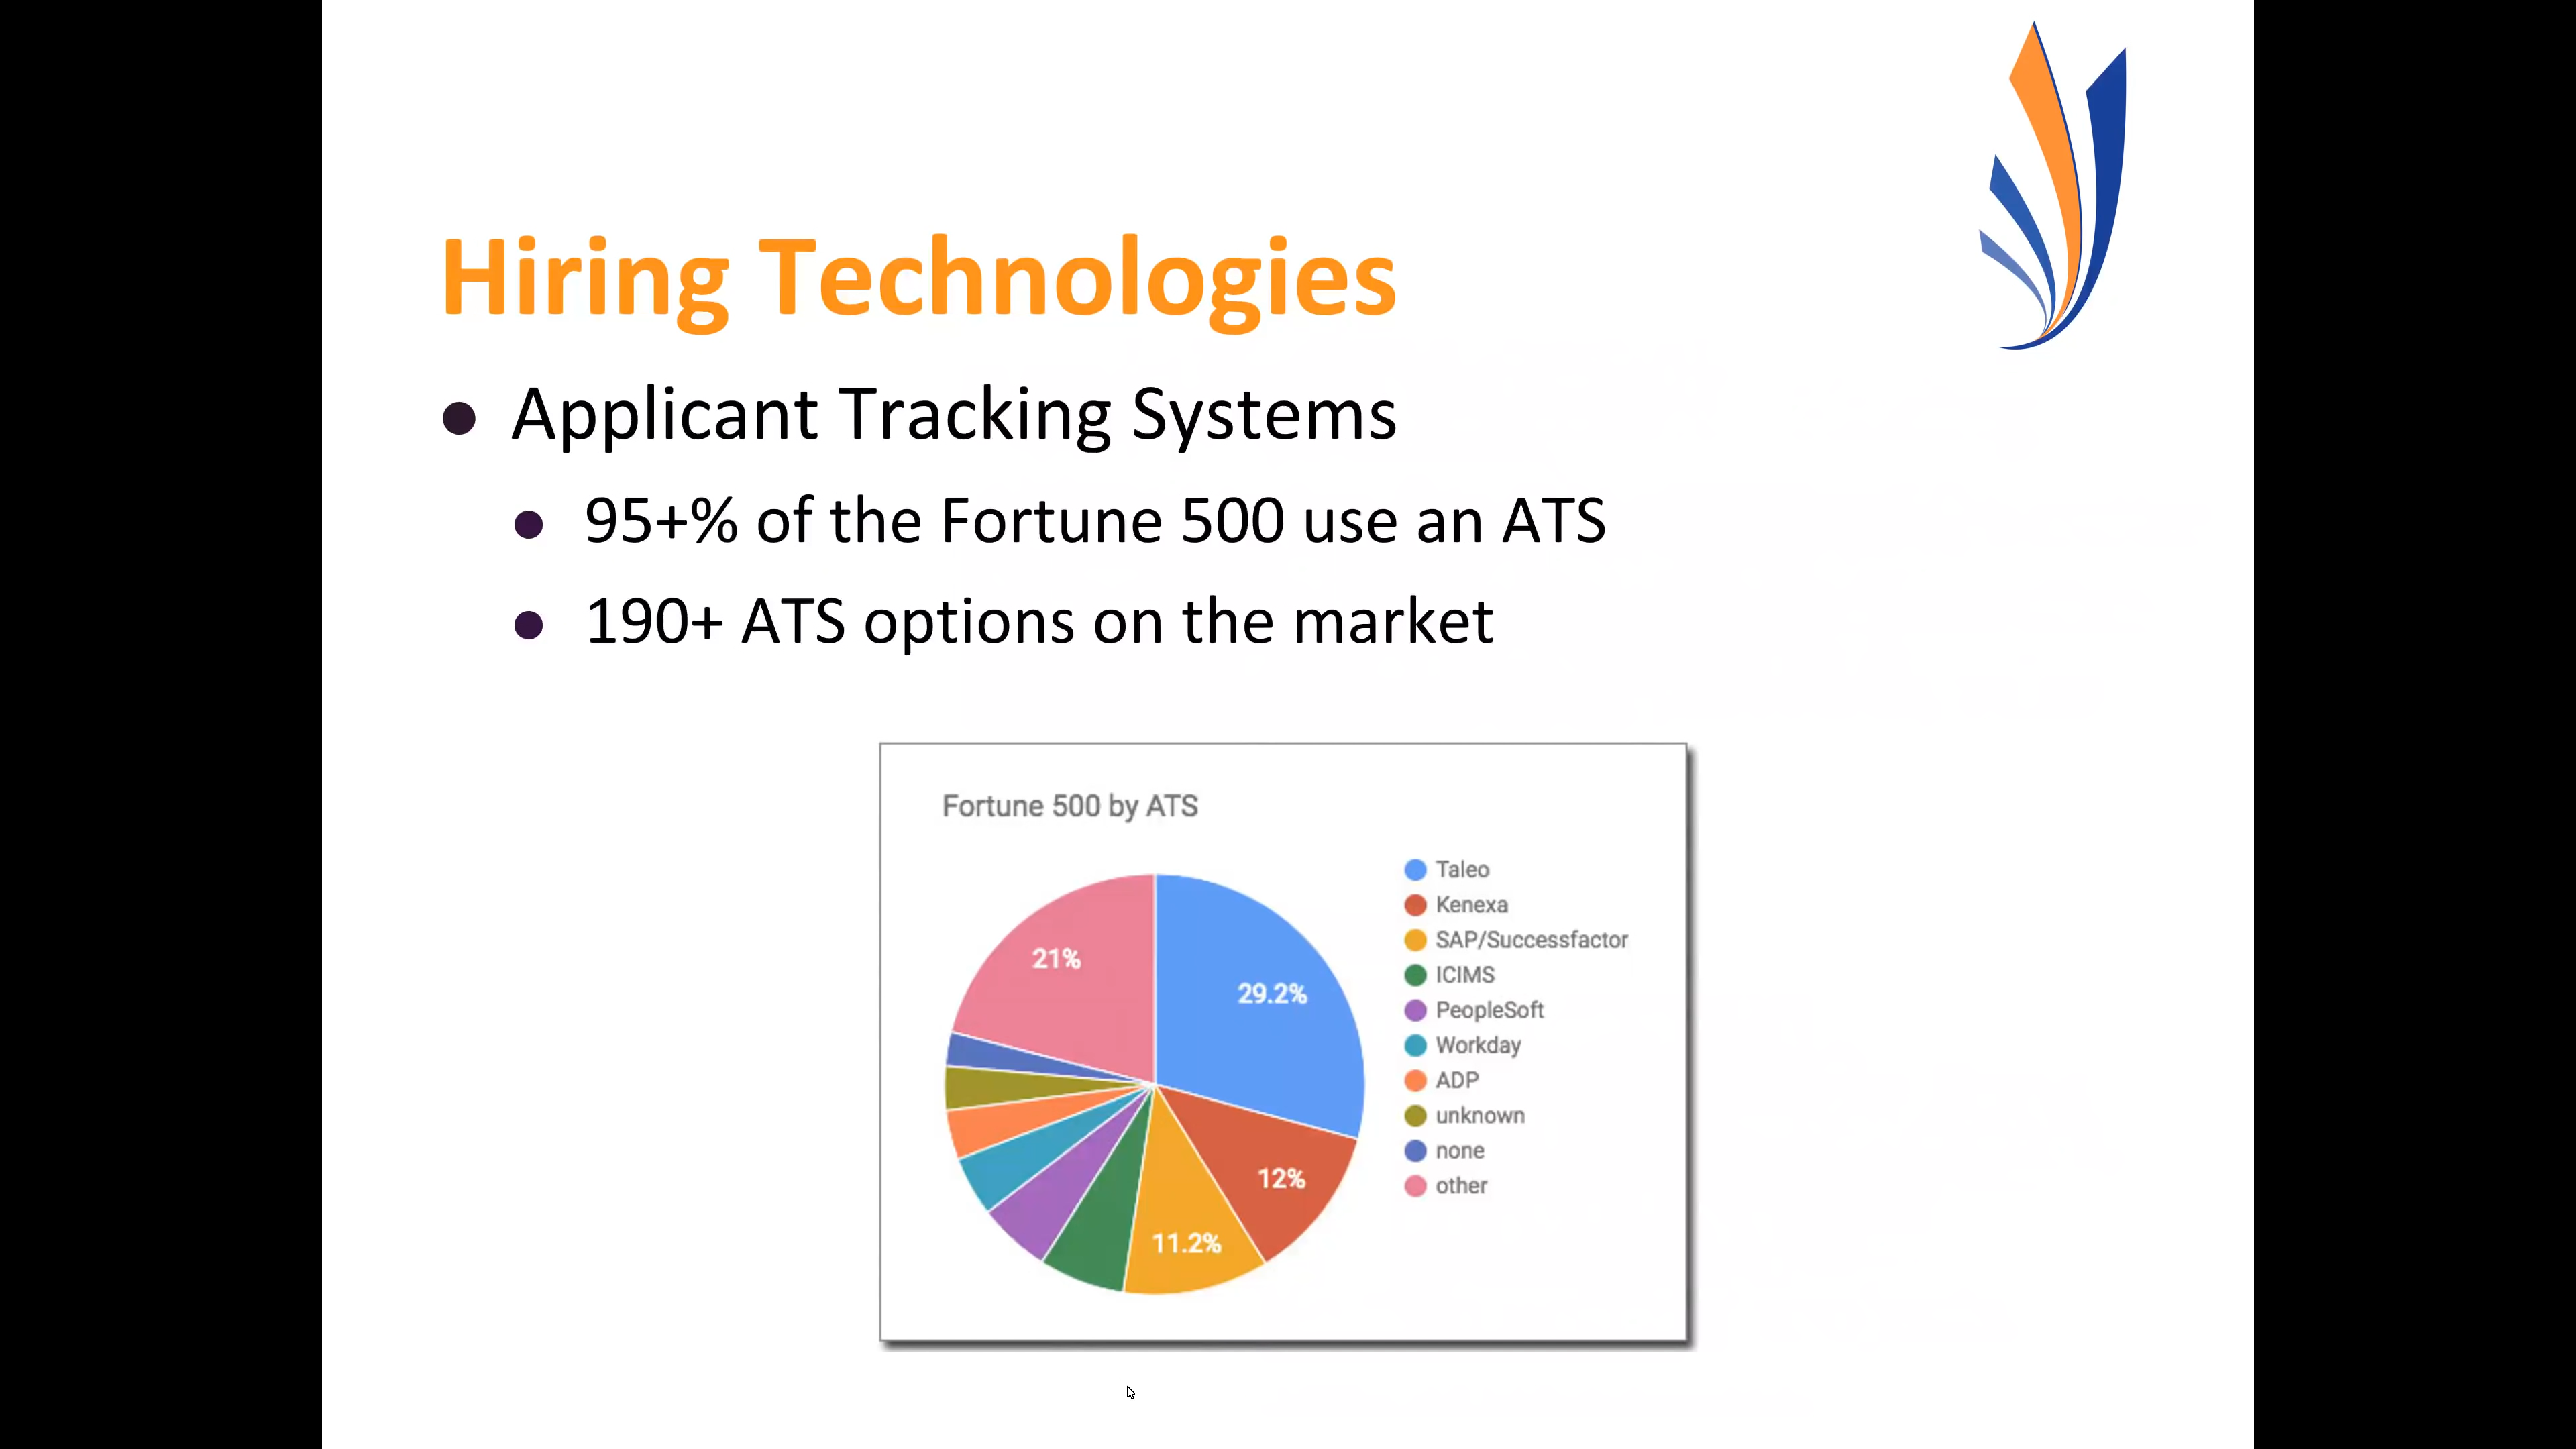 Hiring Technologies
Applicant Tracking Systems
95+% of the Fortune 500 use an ATS
190+ ATS options on the market
Fortune 500 by ATS
21%
29.2%
12%
11.2%
Taleo
Kenexa
SAP/Successfactor
ICIMS
PeopleSoft
Workday
ADP
unknown
none
other